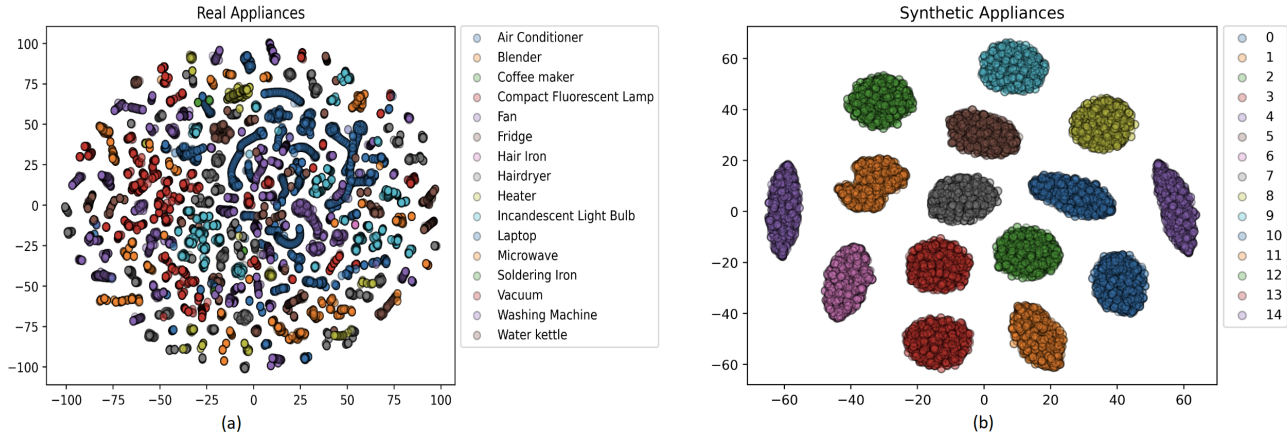 Real Appliances
100
75
50
25
0
−25
−50
−75
−100
−100 −75 −50 −25 0 25 50 75 100
Air Conditioner
Blender
Coffee maker
Compact Fluorescent Lamp
Fan
Fridge
Hair Iron
Hairdryer
Heater
Incandescent Light Bulb
Laptop
Microwave
Soldering Iron
Vacuum
Washing Machine
Water kettle
(a)
Synthetic Appliances
60
40
20
0
−20
−40
−60
−60 −40 −20 0 20 40 60
0
1
2
3
4
5
6
7
8
9
10
11
12
13
14
(b)